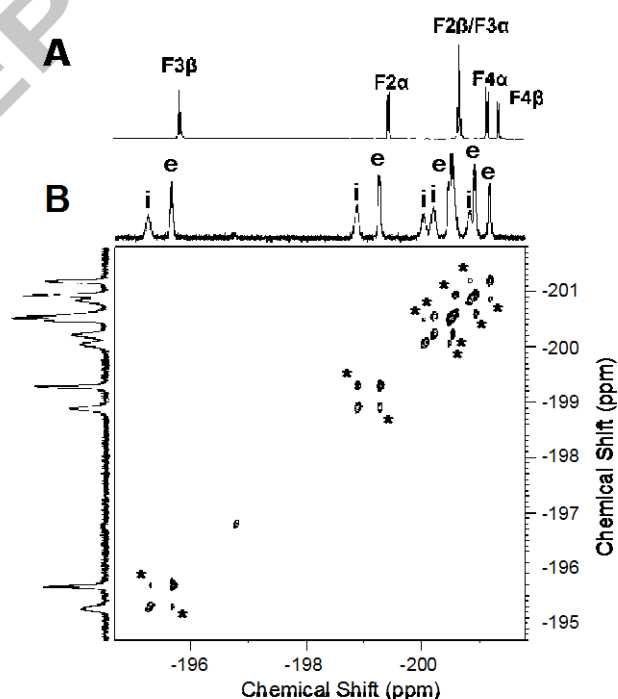 EP
A
F3β
F2α
F2β/F3α
F4α
F4β
B
i
e
i
e
i
i
e
i
e
e
*
*
*
*
*
*
*
*
*
*
*
*
*
-201
-200
-199
-198
-197
-196
-195
Chemical Shift (ppm)
-196
-198
-200
Chemical Shift (ppm)